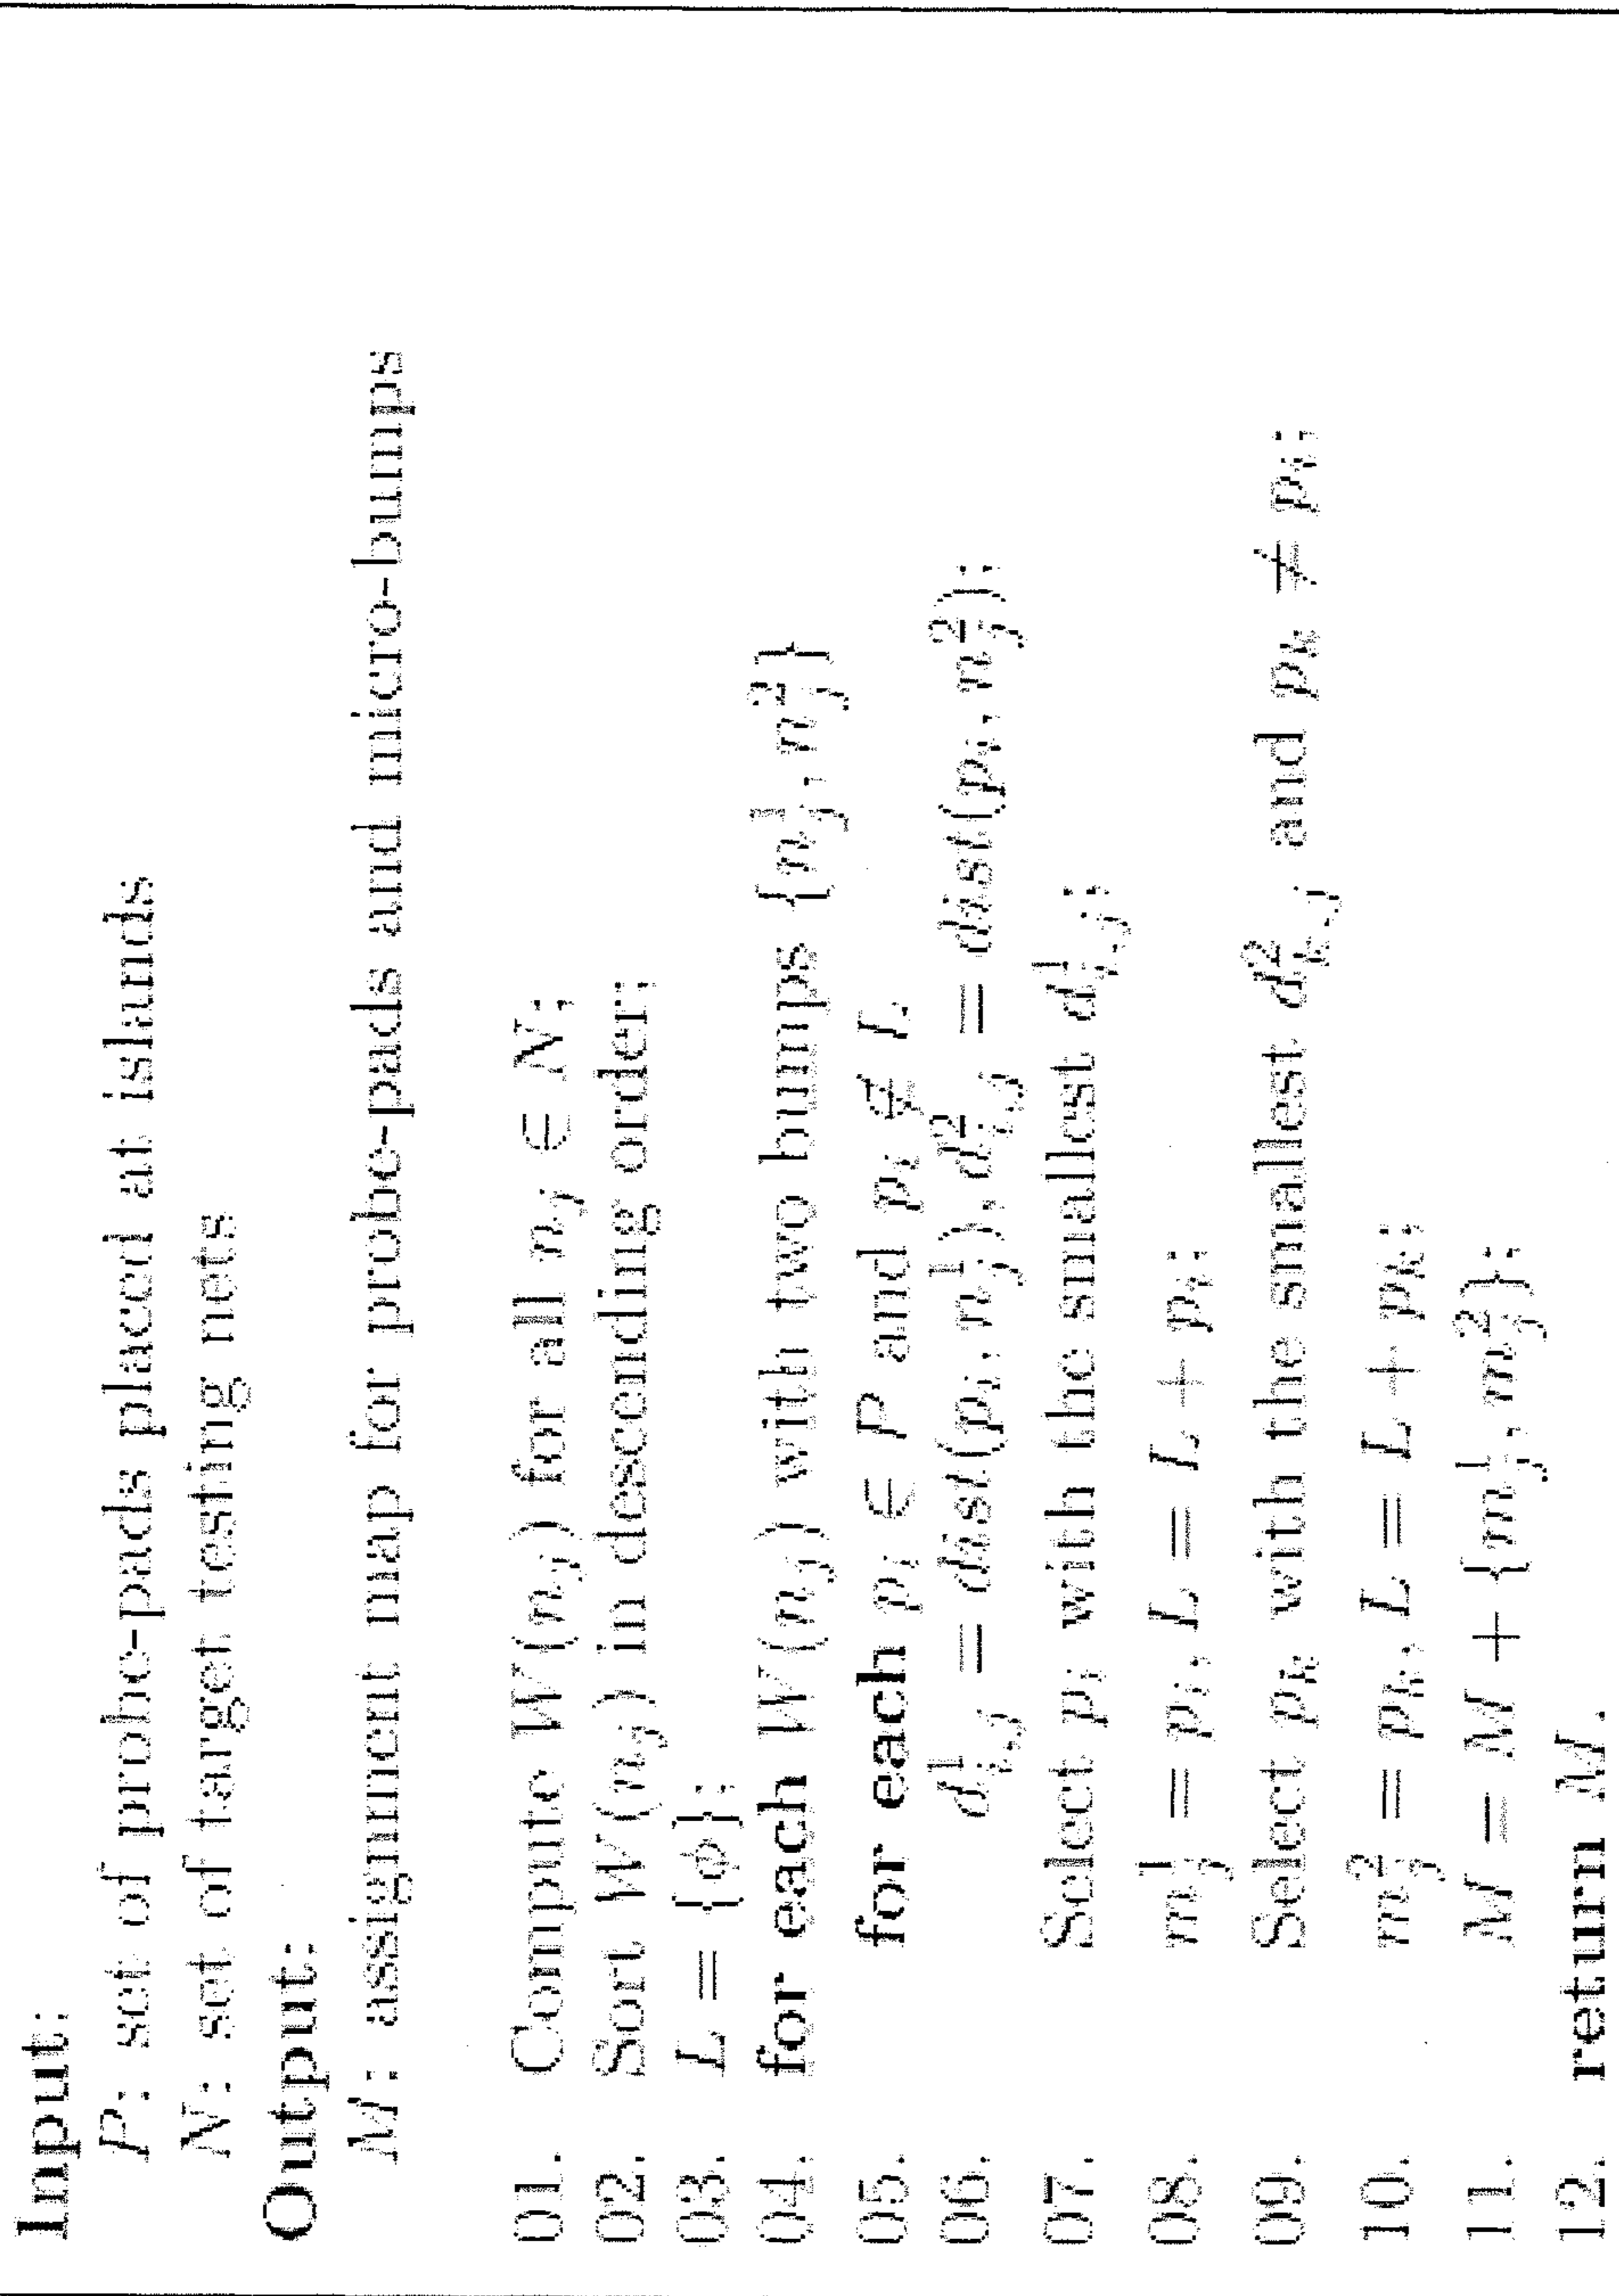 Input:
P: set of probe-pads placed at islands
N: set of target testing nets
Output:
M: assignment map for probe-pads and micro-bumps
01. Compute W(n_j) for all n_j ∈ N;
02. Sort W(n_j) in descending order;
03. L = {ϕ};
04. for each W(n_j) with two bumps {n_j^1, n_j^2}
05. for each p_i ∈ P and p_i ∉ L
06. d_{i,j}^1 = dist(p_i, n_j^1), d_{i,j}^2 = dist(p_i, n_j^2);
07. Select p_i with the smallest d_{i,j}^1;
08. m_j^1 = p_i, L = L + p_i;
09. Select p_k with the smallest d_{k,j}^2, and p_k ≠ p_i;
10. m_j^2 = p_k, L = L + p_k;
11. M = M + {m_j^1, m_j^2};
12. return M.